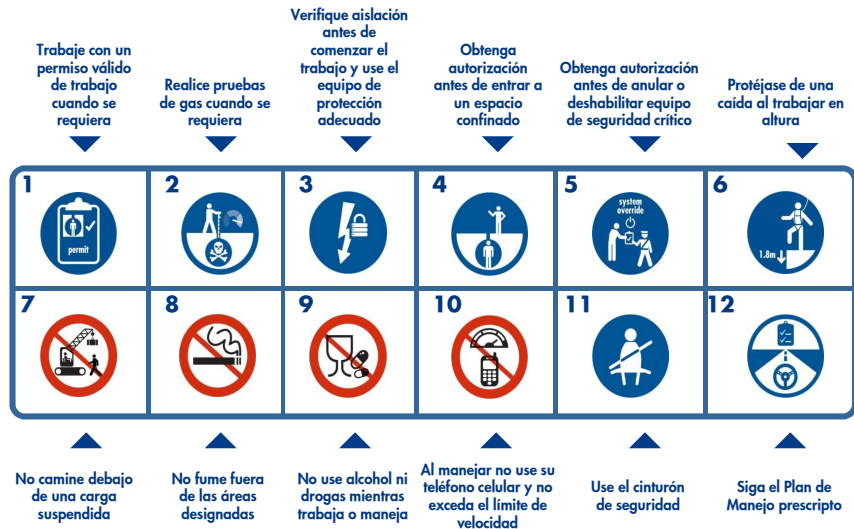 Trabaje con un
permiso válido
de trabajo
cuando se
requiera
Realice pruebas
de gas cuando se
requiera
Verifique aislación
antes de
comenzar el
trabajo y use el
equipo de
protección
adecuado
Obtenga
autorización
antes de entrar a
un espacio
confinado
Obtenga autorización
antes de anular o
deshabilitar equipo
de seguridad crítico
Protéjase de una
caída al trabajar en
altura
1
permit
2
3
4
5
system
override
6
1.8m
7
8
9
10
11
12
No camine debajo
de una carga
suspendida
No fume fuera
de las áreas
designadas
No use alcohol ni
drogas mientras
trabaja o maneja
Al manejar no use su
teléfono celular y no
exceda el límite de
velocidad
Use el cinturón
de seguridad
Siga el Plan de
Manejo prescripto